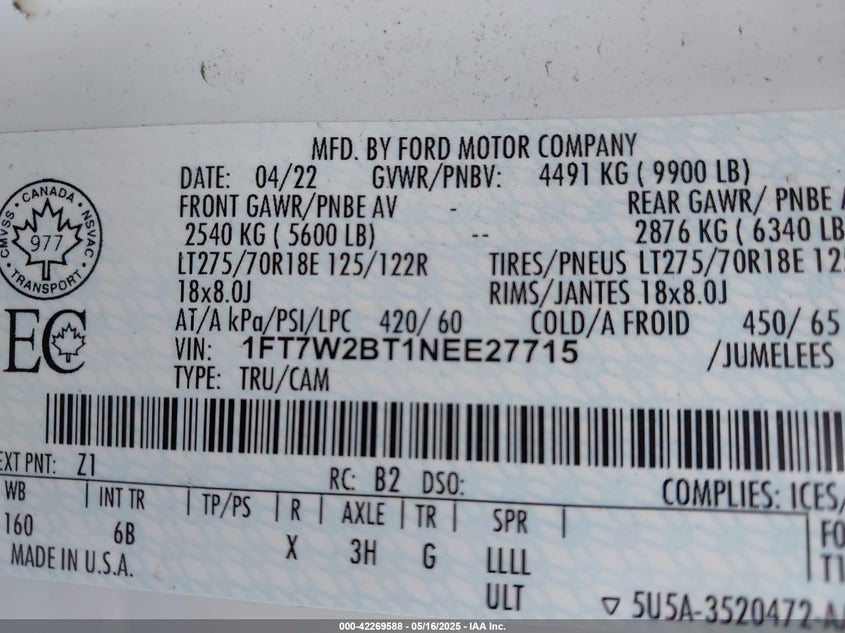 MFD. BY FORD MOTOR COMPANY
DATE: 04/22 GVWR/PNBV: 4491 KG ( 9900 LB)
FRONT GAWR/PNBE AV - REAR GAWR/ PNBE
2540 KG ( 5600 LB) -- 2876 KG ( 6340 LB
LT275/70R18E 125/122R TIRES/PNEUS LT275/70R18E 125
18x8.0J RIMS/JANTES 18x8.0J
AT/A kPa/PSI/LPC 420/ 60 COLD/A FROID 450/ 65
VIN: 1FT7W2BT1NEE27715 /JUMELEES
TYPE: TRU/CAM
CANADA
CMVSS NSVAC
977
TRANSPORT
EC
EXT PNT: Z1 RC: B2 DSO:
WB INT TR TP/PS R AXLE TR SPR COMPLIES: ICES/
160 6B X 3H G LLLL
MADE IN U.S.A. ULT
FO
T1
▽ 5U5A-3520472-A
000-42269588 - 05/16/2025 - IAA Inc.